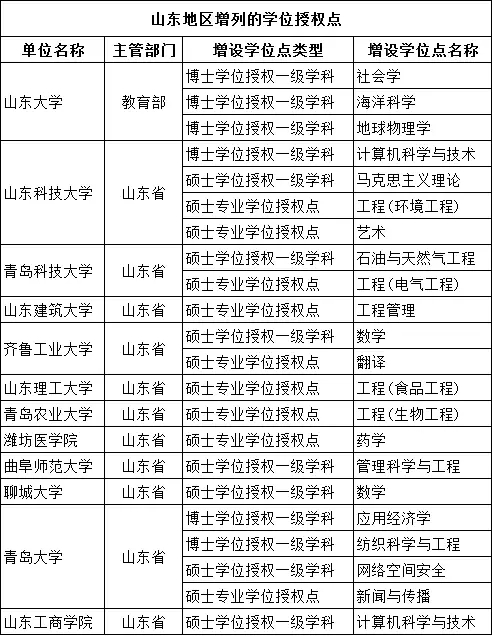 山东地区增列的学位授权点
单位名称 主管部门 增设学位点类型 增设学位点名称
山东大学 教育部 博士学位授权一级学科 社会学
博士学位授权一级学科 海洋科学
博士学位授权一级学科 地球物理学
山东科技大学 山东省 博士学位授权一级学科 计算机科学与技术
硕士学位授权一级学科 马克思主义理论
硕士专业学位授权点 工程(环境工程)
硕士专业学位授权点 艺术
青岛科技大学 山东省 硕士学位授权一级学科 石油与天然气工程
硕士专业学位授权点 工程(电气工程)
山东建筑大学 山东省 硕士专业学位授权点 工程管理
齐鲁工业大学 山东省 硕士学位授权一级学科 数学
硕士专业学位授权点 翻译
山东理工大学 山东省 硕士专业学位授权点 工程(食品工程)
青岛农业大学 山东省 硕士专业学位授权点 工程(生物工程)
潍坊医学院 山东省 硕士专业学位授权点 药学
曲阜师范大学 山东省 硕士学位授权一级学科 管理科学与工程
聊城大学 山东省 硕士学位授权一级学科 数学
青岛大学 山东省 博士学位授权一级学科 应用经济学
博士学位授权一级学科 纺织科学与工程
硕士学位授权一级学科 网络空间安全
硕士专业学位授权点 新闻与传播
山东工商学院 山东省 硕士学位授权一级学科 计算机科学与技术